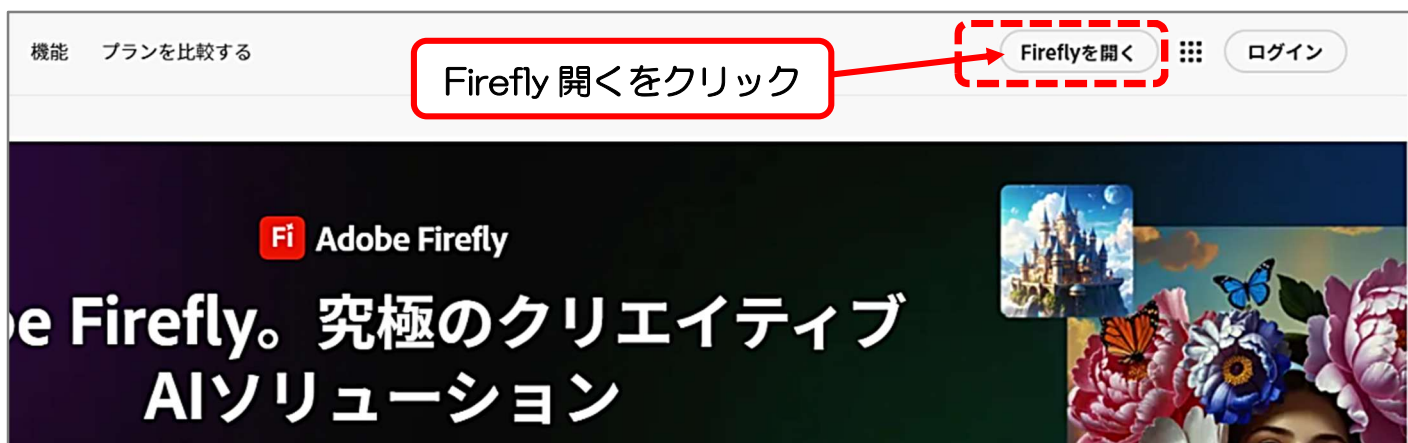 機能 プランを比較する Fireflyを開く ログイン
Firefly 開くをクリック
Fi Adobe Firefly
e Firefly。究極のクリエイティブ
AIソリューション